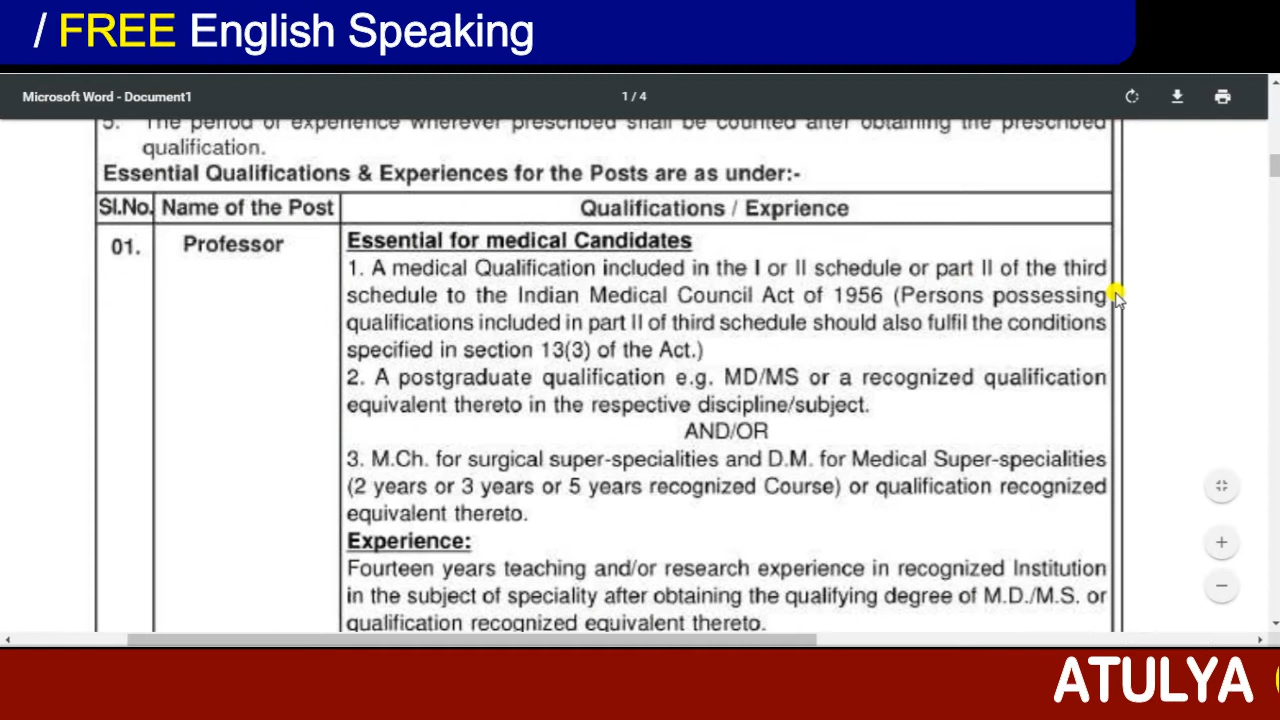 / FREE English Speaking
Microsoft Word - Document1
1 / 4
5. The period of experience wherever prescribed shall be counted after obtaining the prescribed
qualification.
Essential Qualifications & Experiences for the Posts are as under:-
Sl.No. Name of the Post Qualifications / Exprience
01. Professor Essential for medical Candidates
1. A medical Qualification included in the I or II schedule or part II of the third
schedule to the Indian Medical Council Act of 1956 (Persons possessing
qualifications included in part II of third schedule should also fulfil the conditions
specified in section 13(3) of the Act.)
2. A postgraduate qualification e.g. MD/MS or a recognized qualification
equivalent thereto in the respective discipline/subject.
AND/OR
3. M.Ch. for surgical super-specialities and D.M. for Medical Super-specialities
(2 years or 3 years or 5 years recognized Course) or qualification recognized
equivalent thereto.
Experience:
Fourteen years teaching and/or research experience in recognized Institution
in the subject of speciality after obtaining the qualifying degree of M.D./M.S. or
qualification recognized equivalent thereto.
ATULYA